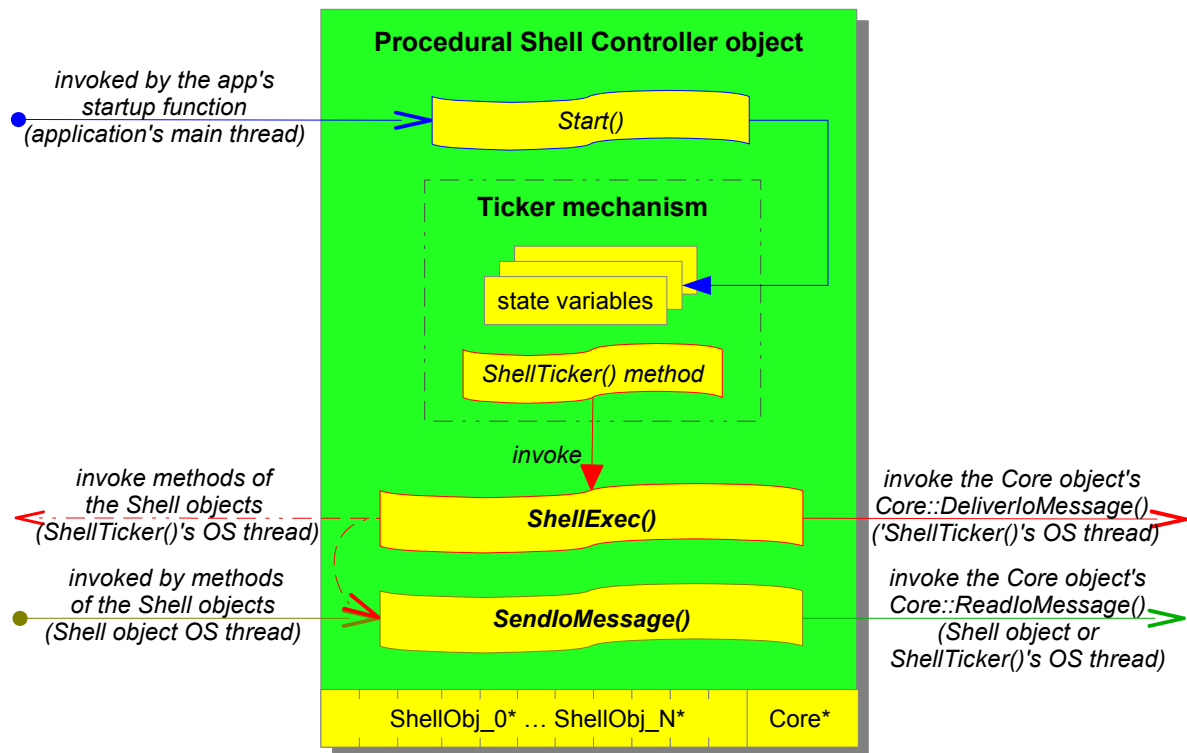 Procedural Shell Controller object
invoked by the app's
startup function
(application's main thread)
Start()
Ticker mechanism
state variables
ShellTicker() method
invoke
invoke methods of
the Shell objects
(ShellTicker()'s OS thread)
ShellExec()
invoke the Core object's
Core::DeliverIoMessage()
('ShellTicker()'s OS thread)
invoked by methods
of the Shell objects
(Shell object OS thread)
SendIoMessage()
invoke the Core object's
Core::ReadIoMessage()
(Shell object or
ShellTicker()'s OS thread)
ShellObj_0* … ShellObj_N*
Core*